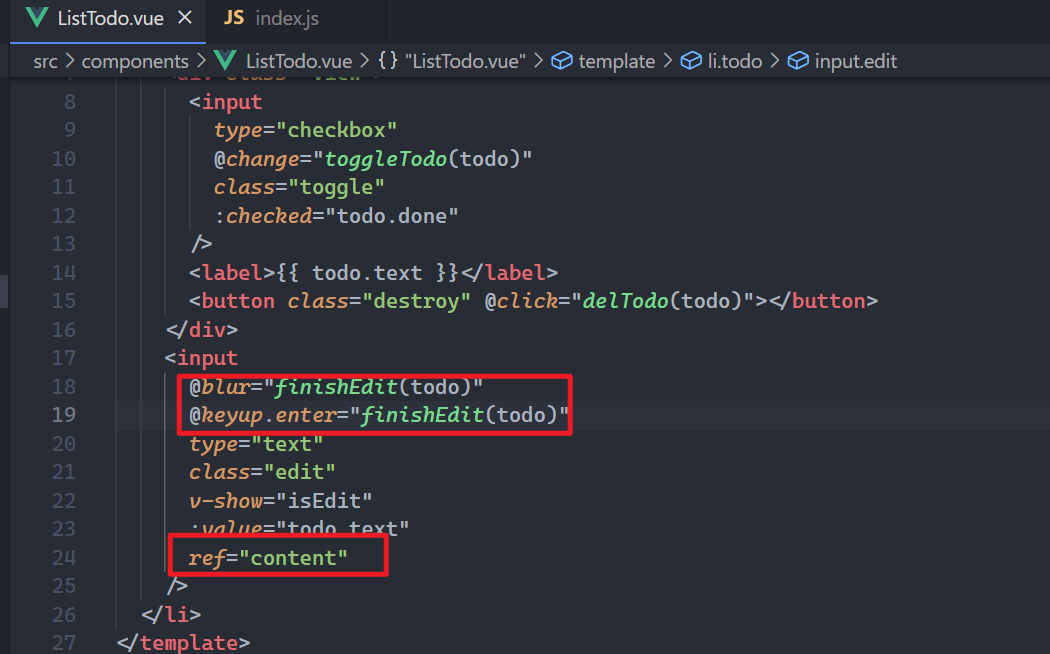 ListTodo.vue JS index.js
src > components > ListTodo.vue > {} "ListTodo.vue" > template > li.todo > input.edit
8 <input
9 type="checkbox"
10 @change="toggleTodo(todo)"
11 class="toggle"
12 :checked="todo.done"
13 />
14 <label>{{ todo.text }}</label>
15 <button class="destroy" @click="delTodo(todo)"></button>
16 </div>
17 <input
18 @blur="finishEdit(todo)"
19 @keyup.enter="finishEdit(todo)"
20 type="text"
21 class="edit"
22 v-show="isEdit"
23 :value="todo.text"
24 ref="content"
25 />
26 </li>
27 </template>